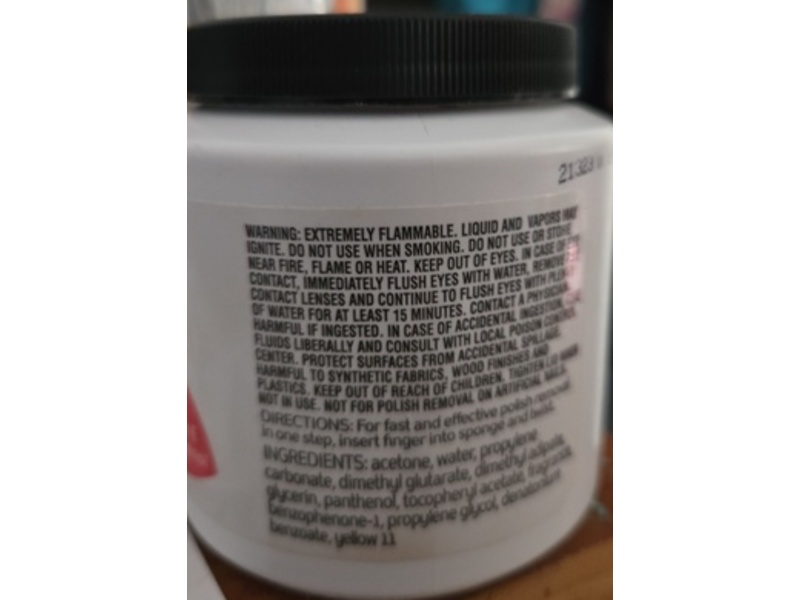 21323
WARNING: EXTREMELY FLAMMABLE. LIQUID AND VAPORS MAY
IGNITE. DO NOT USE WHEN SMOKING. DO NOT USE OR STORE
NEAR FIRE, FLAME OR HEAT. KEEP OUT OF EYES. IN CASE OF EYE
CONTACT, IMMEDIATELY FLUSH EYES WITH WATER, REMOVE
CONTACT LENSES AND CONTINUE TO FLUSH EYES WITH PLENTY
OF WATER FOR AT LEAST 15 MINUTES. CONTACT A PHYSICIAN.
HARMFUL IF INGESTED. IN CASE OF ACCIDENTAL INGESTION,
FLUIDS LIBERALLY AND CONSULT WITH LOCAL POISON CONTROL
CENTER. PROTECT SURFACES FROM ACCIDENTAL SPILLAGE.
HARMFUL TO SYNTHETIC FABRICS, WOOD FINISHES AND
PLASTICS. KEEP OUT OF REACH OF CHILDREN. TIGHTEN LID WHEN
NOT IN USE. NOT FOR POLISH REMOVAL ON ARTIFICIAL NAILS.
DIRECTIONS: For fast and effective polish removal
in one step, insert finger into sponge and twist.
INGREDIENTS: acetone, water, propylene
carbonate, dimethyl glutarate, dimethyl adipate,
glycerin, panthenol, tocopheryl acetate, fragrance,
benzophenone-1, propylene glycol, denatonium
benzoate, yellow 11